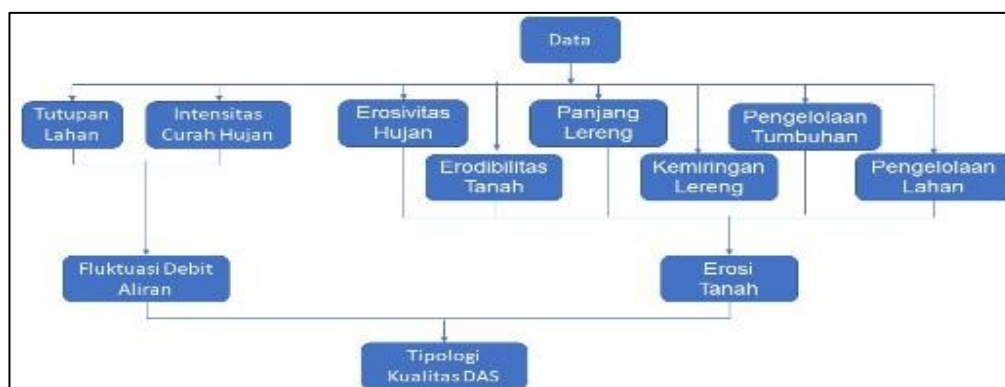 Data
Tutupan
Lahan
Intensitas
Curah Hujan
Erosivitas
Hujan
Panjang
Lereng
Pengelolaan
Tumbuhan
Erodibilitas
Tanah
Kemiringan
Lereng
Pengelolaan
Lahan
Fluktuasi Debit
Aliran
Erosi
Tanah
Tipologi
Kualitas DAS